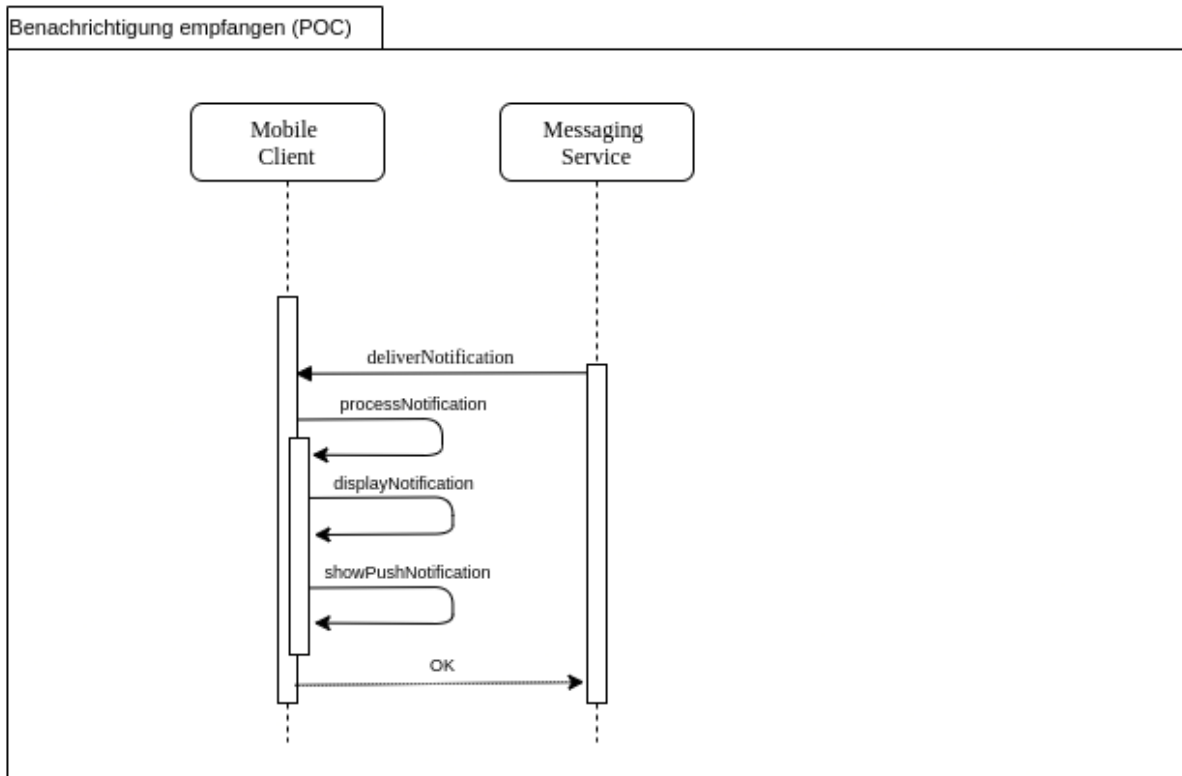 Benachrichtigung empfangen (POC)
Mobile
Client
Messaging
Service
deliverNotification
processNotification
displayNotification
showPushNotification
OK